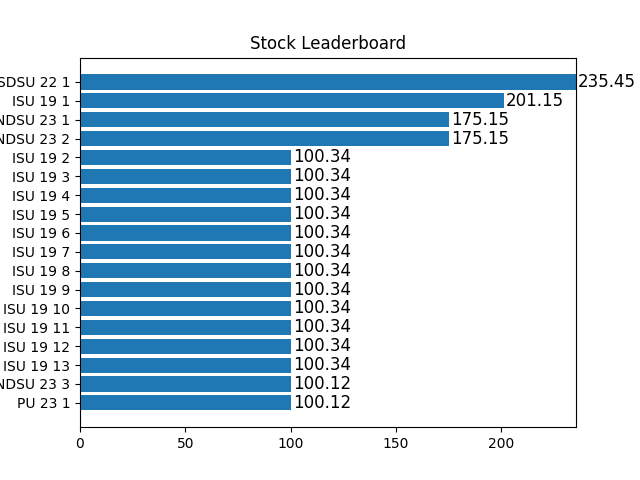 Stock Leaderboard
SDSU 22 1 235.45
ISU 19 1 201.15
NDSU 23 1 175.15
NDSU 23 2 175.15
ISU 19 2 100.34
ISU 19 3 100.34
ISU 19 4 100.34
ISU 19 5 100.34
ISU 19 6 100.34
ISU 19 7 100.34
ISU 19 8 100.34
ISU 19 9 100.34
ISU 19 10 100.34
ISU 19 11 100.34
ISU 19 12 100.34
ISU 19 13 100.34
NDSU 23 3 100.12
PU 23 1 100.12
0 50 100 150 200